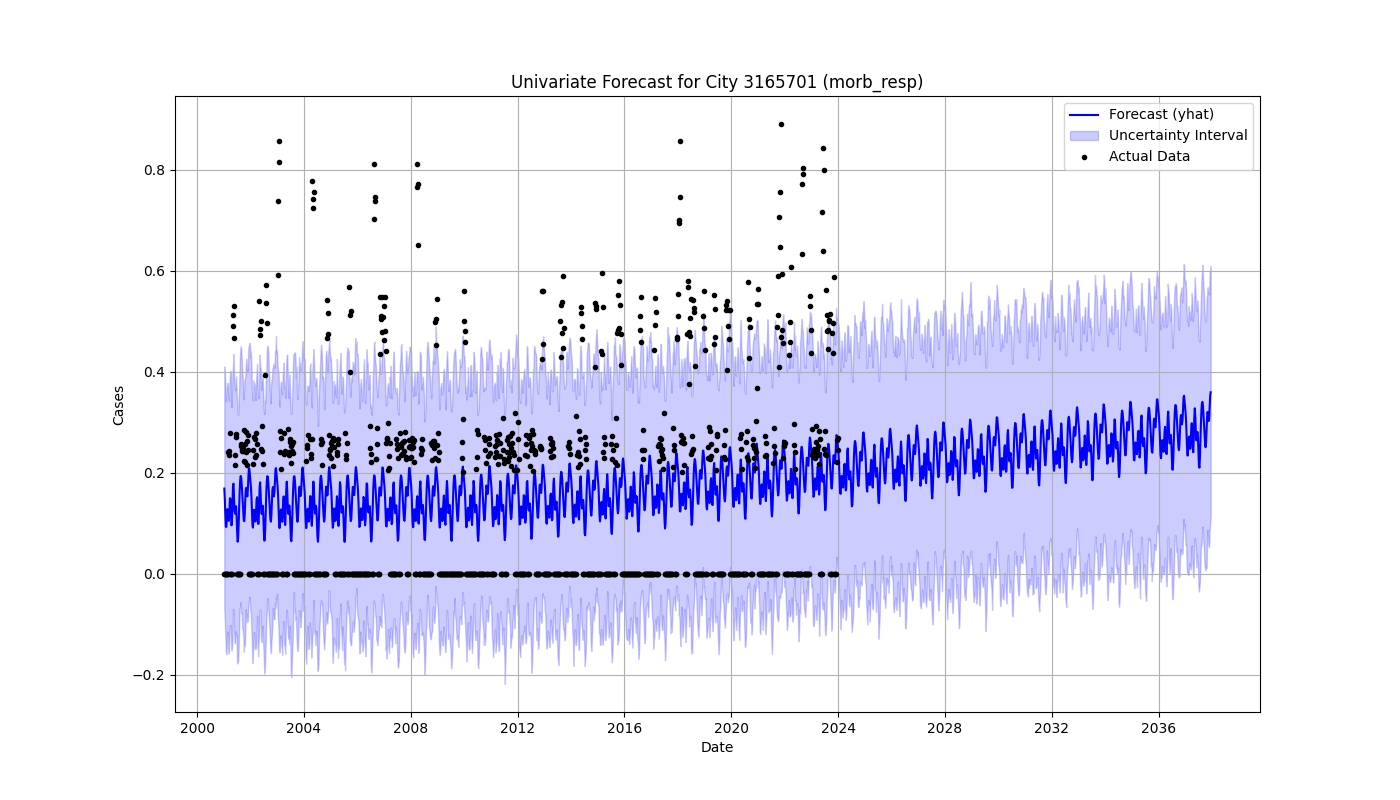 Univariate Forecast for City 3165701 (morb_resp)
Forecast (yhat)
Uncertainty Interval
Actual Data
Cases
0.8
0.6
0.4
0.2
0.0
−0.2
2000 2004 2008 2012 2016 2020 2024 2028 2032 2036
Date